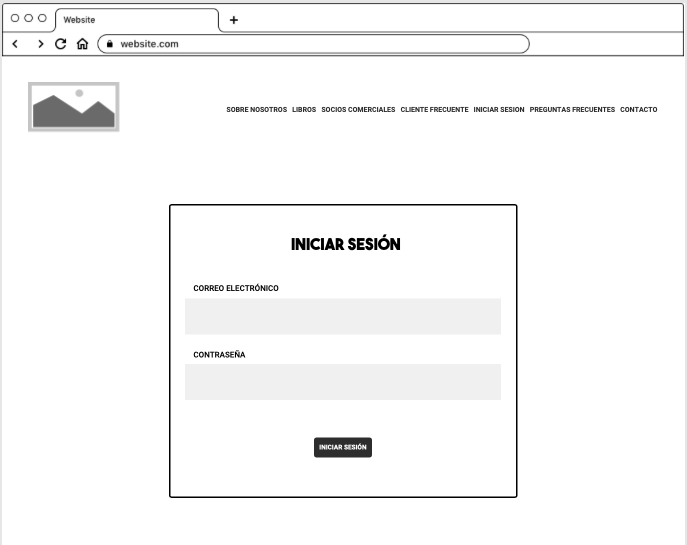 Website
website.com
SOBRE NOSOTROS LIBROS SOCIOS COMERCIALES CLIENTE FRECUENTE INICIAR SESION PREGUNTAS FRECUENTES CONTACTO
INICIAR SESIÓN
CORREO ELECTRÓNICO
CONTRASEÑA
INICIAR SESIÓN